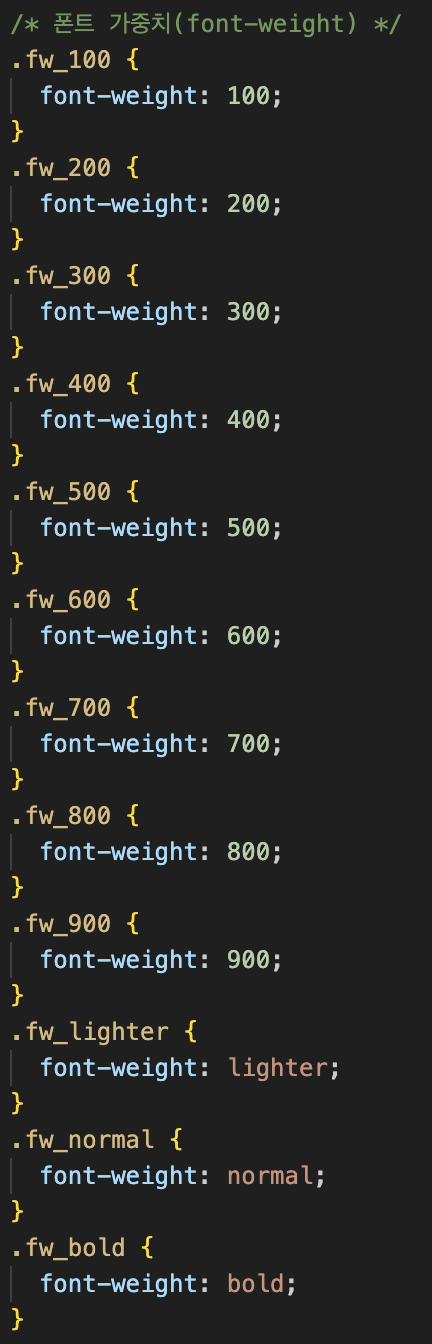 /* 폰트 가중치(font-weight) */
.fw_100 {
  font-weight: 100;
}
.fw_200 {
  font-weight: 200;
}
.fw_300 {
  font-weight: 300;
}
.fw_400 {
  font-weight: 400;
}
.fw_500 {
  font-weight: 500;
}
.fw_600 {
  font-weight: 600;
}
.fw_700 {
  font-weight: 700;
}
.fw_800 {
  font-weight: 800;
}
.fw_900 {
  font-weight: 900;
}
.fw_lighter {
  font-weight: lighter;
}
.fw_normal {
  font-weight: normal;
}
.fw_bold {
  font-weight: bold;
}